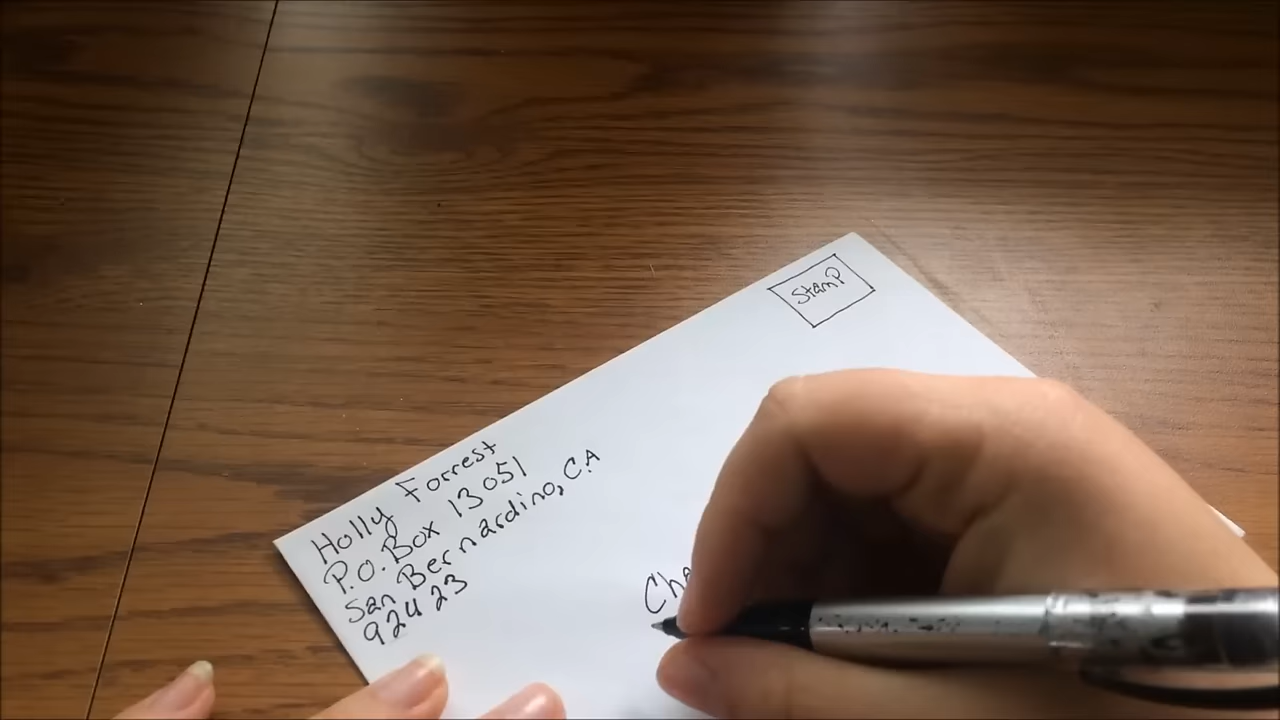 Stamp
Holly Forrest
P.O. Box 13051
San Bernardino, CA
92423